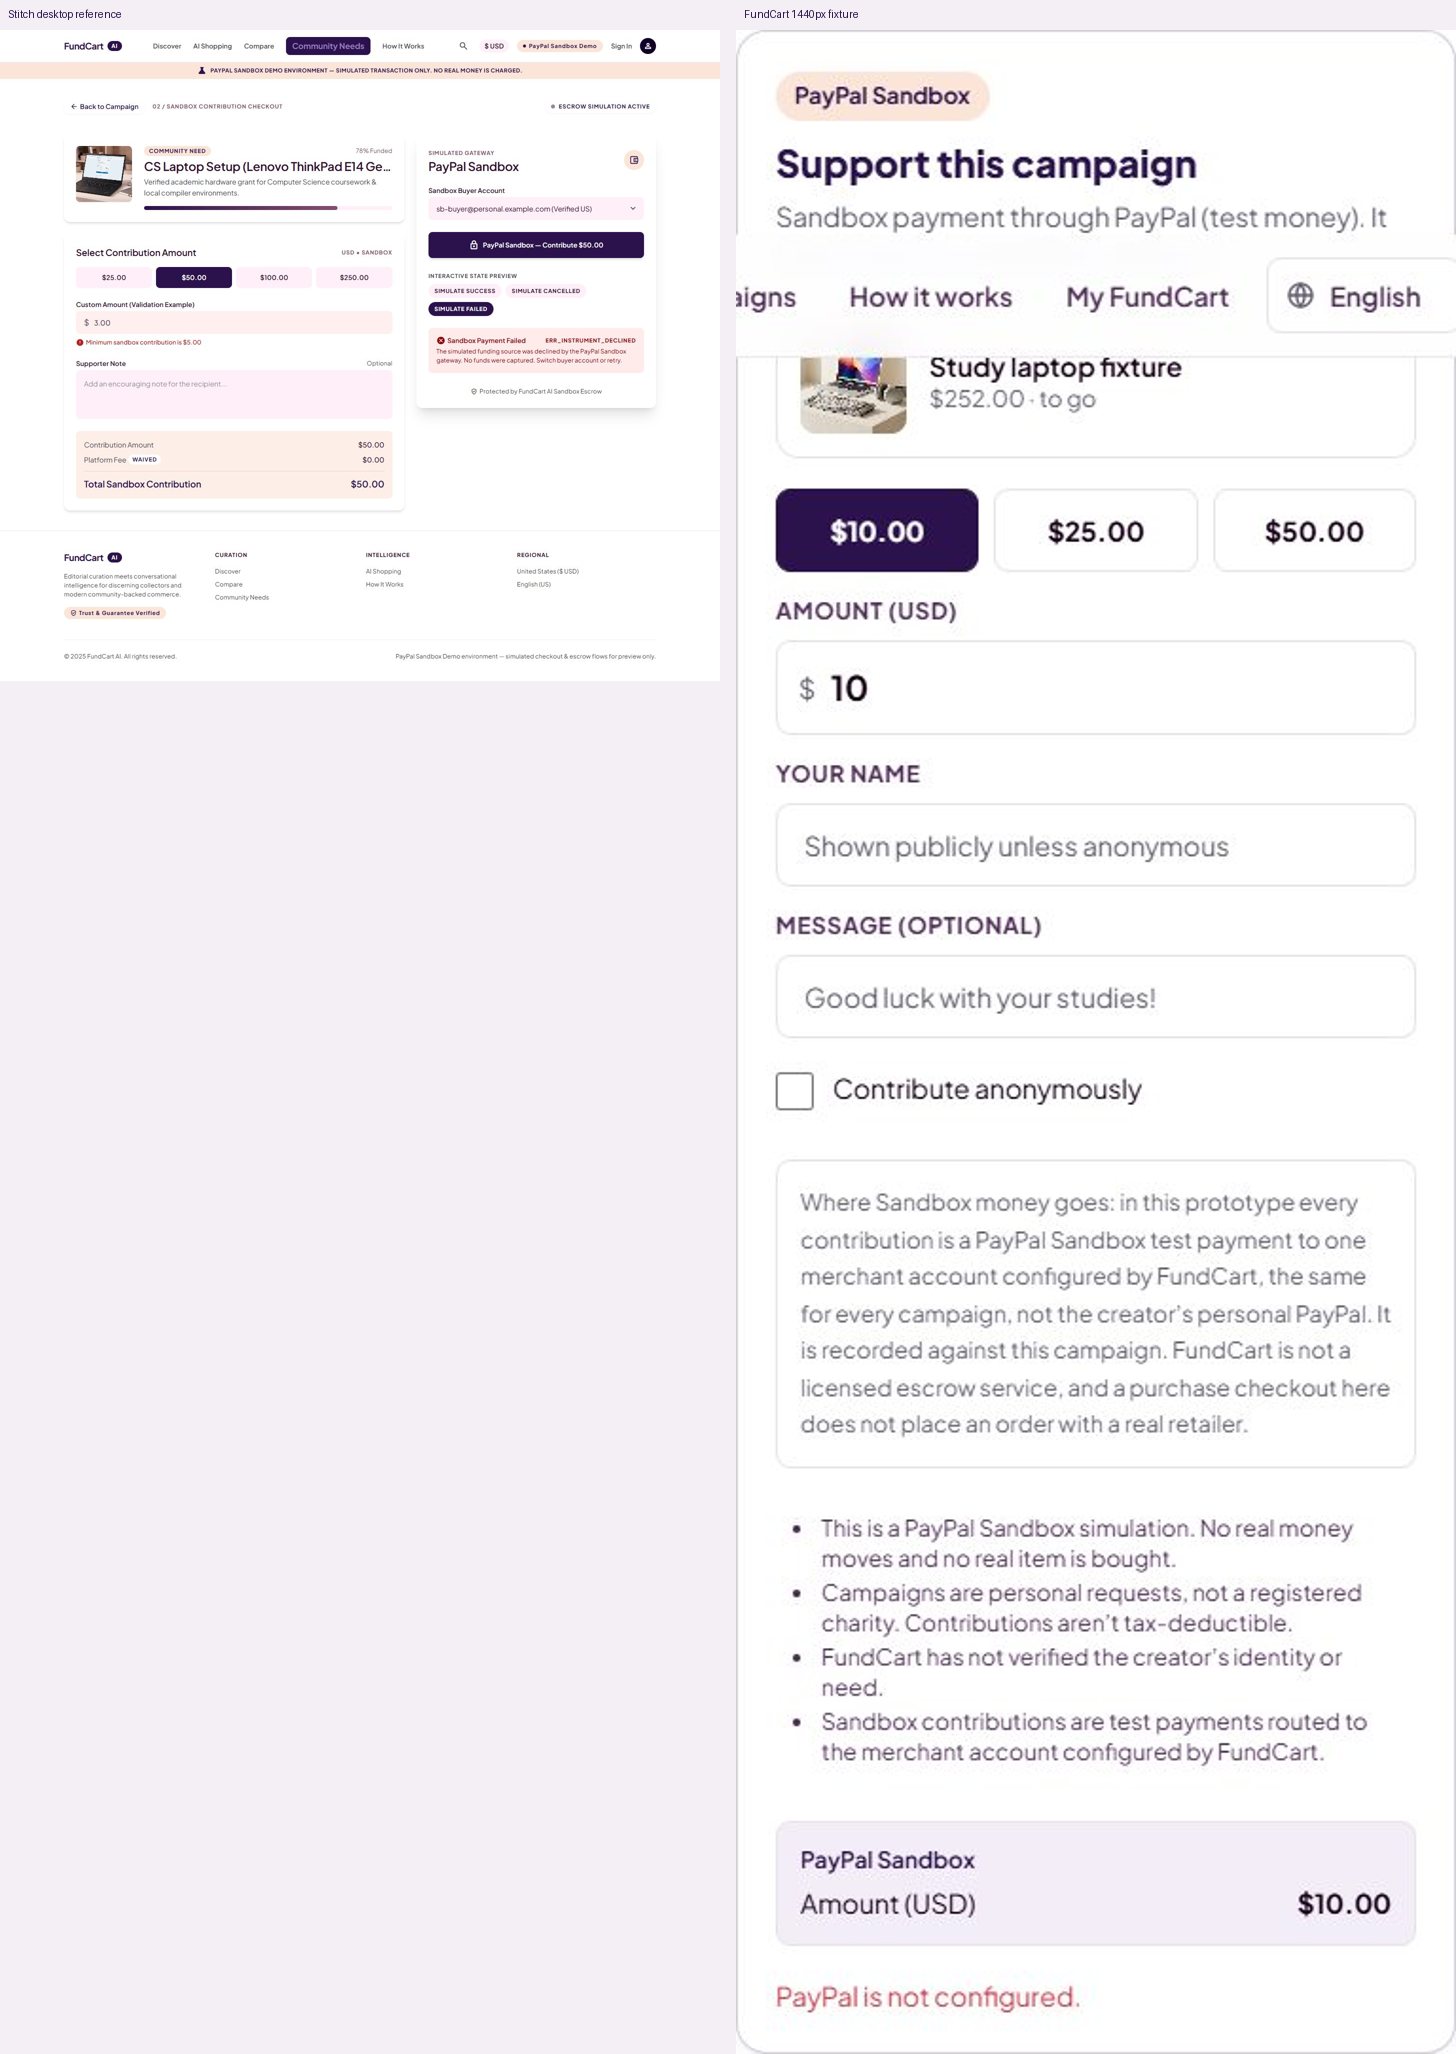 Stitch desktop reference
FundCart AI
Discover
AI Shopping
Compare
Community Needs
How It Works
$ USD
PayPal Sandbox Demo
Sign In
PAYPAL SANDBOX DEMO ENVIRONMENT — SIMULATED TRANSACTION ONLY. NO REAL MONEY IS CHARGED.
Back to Campaign
02 / SANDBOX CONTRIBUTION CHECKOUT
ESCROW SIMULATION ACTIVE
COMMUNITY NEED
78% Funded
CS Laptop Setup (Lenovo ThinkPad E14 Ge...
Verified academic hardware grant for Computer Science coursework &
local compiler environments.
Select Contribution Amount
USD • SANDBOX
$25.00
$50.00
$100.00
$250.00
Custom Amount (Validation Example)
$ 3.00
Minimum sandbox contribution is $5.00
Supporter Note
Optional
Add an encouraging note for the recipient...
Contribution Amount
$50.00
Platform Fee WAIVED
$0.00
Total Sandbox Contribution
$50.00
SIMULATED GATEWAY
PayPal Sandbox
Sandbox Buyer Account
sb-buyer@personal.example.com (Verified US)
PayPal Sandbox — Contribute $50.00
INTERACTIVE STATE PREVIEW
SIMULATE SUCCESS
SIMULATE CANCELLED
SIMULATE FAILED
Sandbox Payment Failed
ERR_INSTRUMENT_DECLINED
The simulated funding source was declined by the PayPal Sandbox
gateway. No funds were captured. Switch buyer account or retry.
Protected by FundCart AI Sandbox Escrow
FundCart AI
Editorial curation meets conversational
intelligence for discerning collectors and
modern community-backed commerce.
Trust & Guarantee Verified
CURATION
Discover
Compare
Community Needs
INTELLIGENCE
AI Shopping
How It Works
REGIONAL
United States ($ USD)
English (US)
© 2025 FundCart AI. All rights reserved.
PayPal Sandbox Demo environment — simulated checkout & escrow flows for preview only.
FundCart 1440px fixture
PayPal Sandbox
Support this campaign
Sandbox payment through PayPal (test money). It
aigns
How it works
My FundCart
English
Study laptop fixture
$252.00 · to go
$10.00
$25.00
$50.00
AMOUNT (USD)
$ 10
YOUR NAME
Shown publicly unless anonymous
MESSAGE (OPTIONAL)
Good luck with your studies!
Contribute anonymously
Where Sandbox money goes: in this prototype every
contribution is a PayPal Sandbox test payment to one
merchant account configured by FundCart, the same
for every campaign, not the creator's personal PayPal. It
is recorded against this campaign. FundCart is not a
licensed escrow service, and a purchase checkout here
does not place an order with a real retailer.
• This is a PayPal Sandbox simulation. No real money
moves and no real item is bought.
• Campaigns are personal requests, not a registered
charity. Contributions aren't tax-deductible.
• FundCart has not verified the creator's identity or
need.
• Sandbox contributions are test payments routed to
the merchant account configured by FundCart.
PayPal Sandbox
Amount (USD)
$10.00
PayPal is not configured.